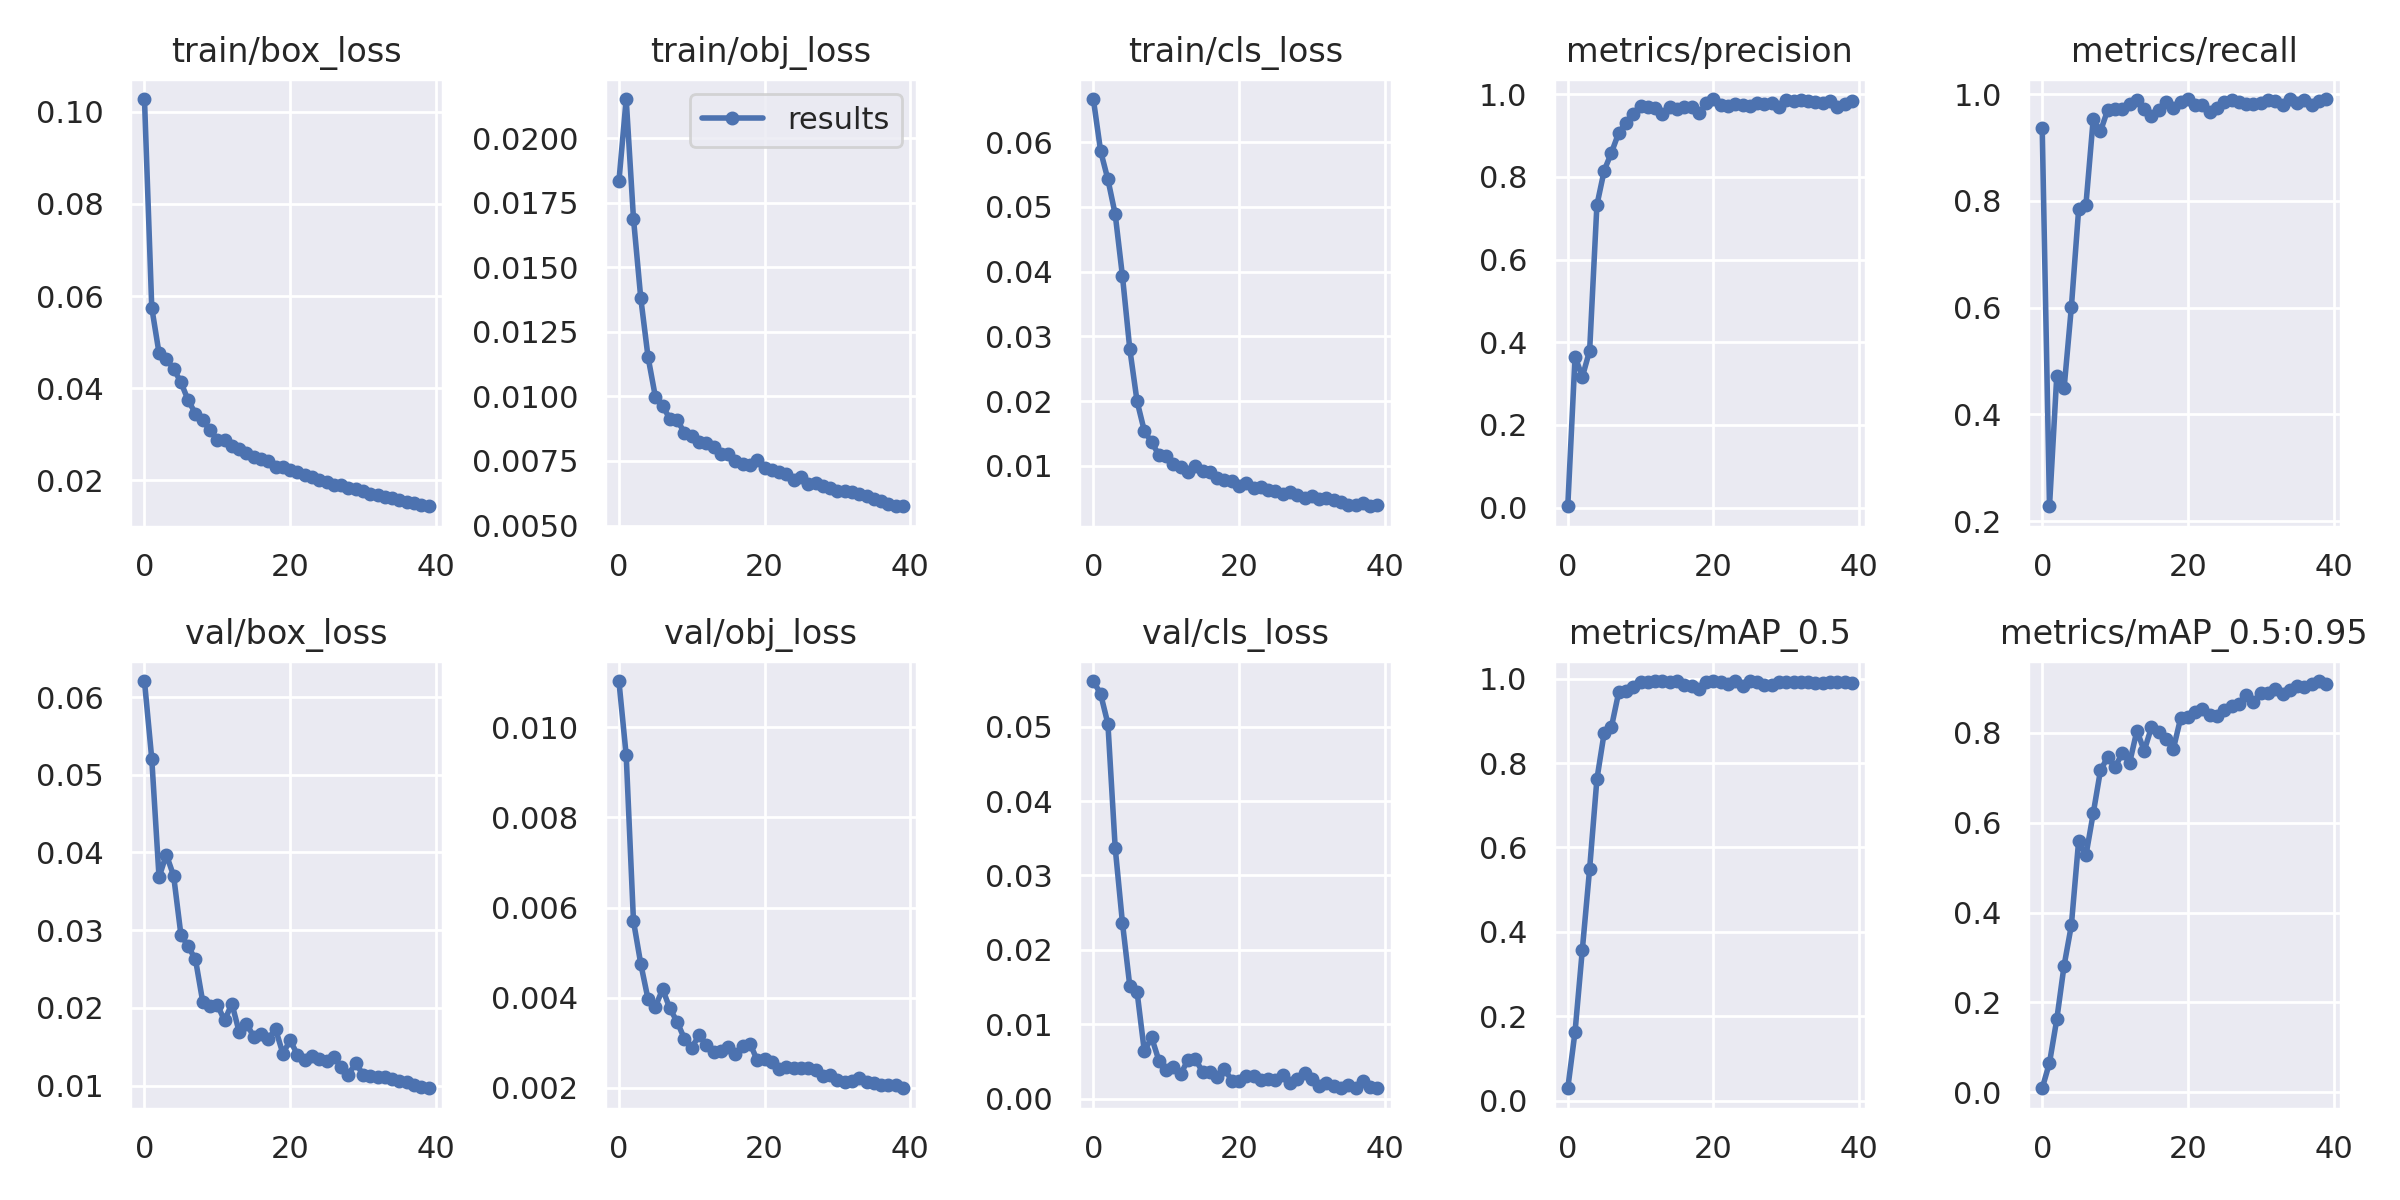 train/box_loss
0.10
0.08
0.06
0.04
0.02
0 20 40
train/obj_loss
results
0.0200
0.0175
0.0150
0.0125
0.0100
0.0075
0.0050
0 20 40
train/cls_loss
0.06
0.05
0.04
0.03
0.02
0.01
0 20 40
metrics/precision
1.0
0.8
0.6
0.4
0.2
0.0
0 20 40
metrics/recall
1.0
0.8
0.6
0.4
0.2
0 20 40
val/box_loss
0.06
0.05
0.04
0.03
0.02
0.01
0 20 40
val/obj_loss
0.010
0.008
0.006
0.004
0.002
0 20 40
val/cls_loss
0.05
0.04
0.03
0.02
0.01
0.00
0 20 40
metrics/mAP_0.5
1.0
0.8
0.6
0.4
0.2
0.0
0 20 40
metrics/mAP_0.5:0.95
0.8
0.6
0.4
0.2
0.0
0 20 40